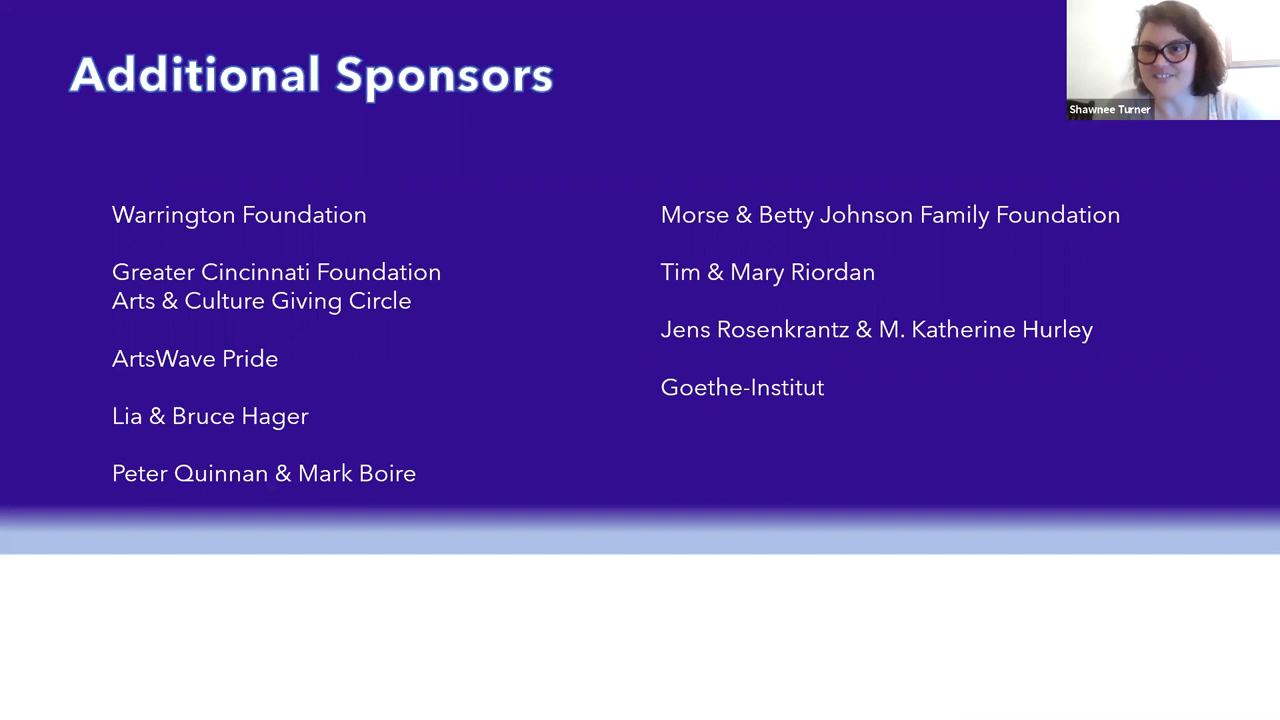 Additional Sponsors
Shawnee Turner
Warrington Foundation
Greater Cincinnati Foundation
Arts & Culture Giving Circle
ArtsWave Pride
Lia & Bruce Hager
Peter Quinnan & Mark Boire
Morse & Betty Johnson Family Foundation
Tim & Mary Riordan
Jens Rosenkrantz & M. Katherine Hurley
Goethe-Institut